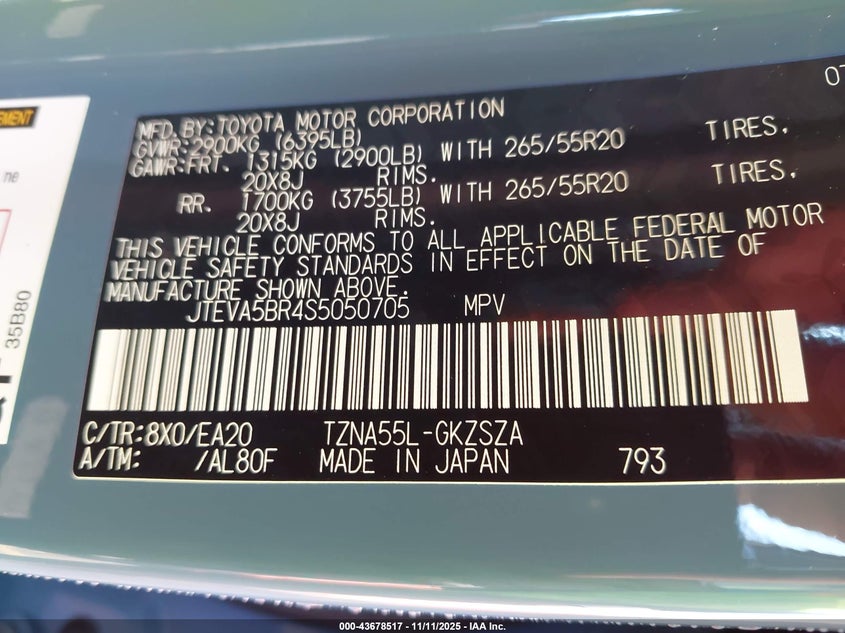 07
MFD. BY: TOYOTA MOTOR CORPORATION
GVWR: 2900KG (6395LB)
GAWR: FRT. 1315KG (2900LB) WITH 265/55R20 TIRES,
20X8J RIMS.
RR. 1700KG (3755LB) WITH 265/55R20 TIRES,
20X8J RIMS.
THIS VEHICLE CONFORMS TO ALL APPLICABLE FEDERAL MOTOR
VEHICLE SAFETY STANDARDS IN EFFECT ON THE DATE OF
MANUFACTURE SHOWN ABOVE.
JTEVA5BR4S5050705 MPV
C/TR: 8X0/EA20 TZNA55L-GKZSZA
A/TM: /AL80F MADE IN JAPAN 793
35B80
000-43678517 - 11/11/2025 - IAA Inc.